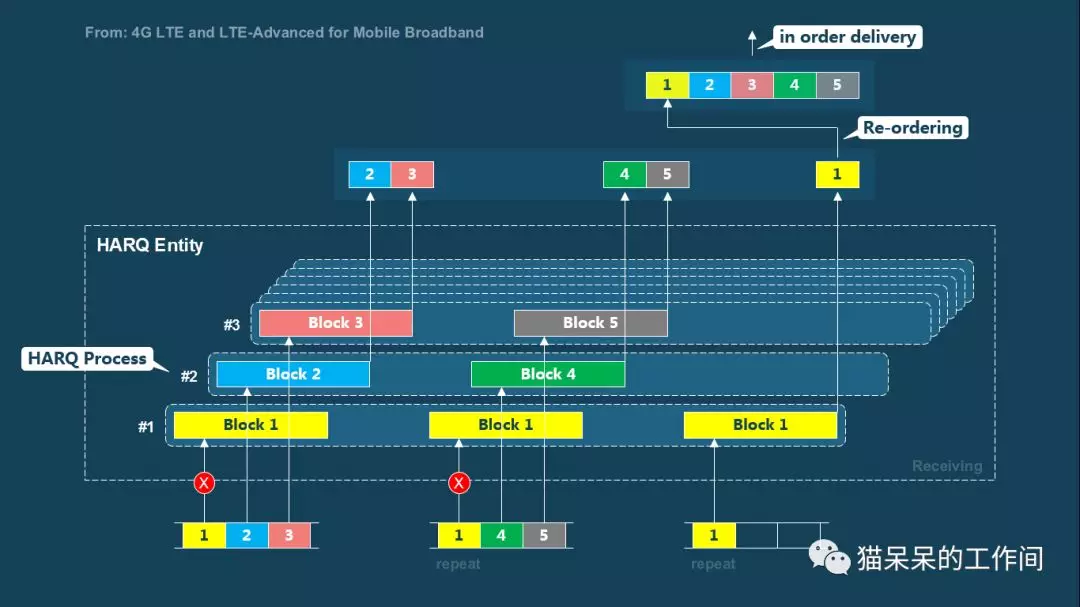 From: 4G LTE and LTE-Advanced for Mobile Broadband
in order delivery
1 2 3 4 5
Re-ordering
2 3 4 5 1
HARQ Entity
#3 Block 3 Block 5
HARQ Process
#2 Block 2 Block 4
#1 Block 1 Block 1 Block 1
Receiving
X X
1 2 3 1 4 5 1
repeat repeat
猫呆呆的工作间